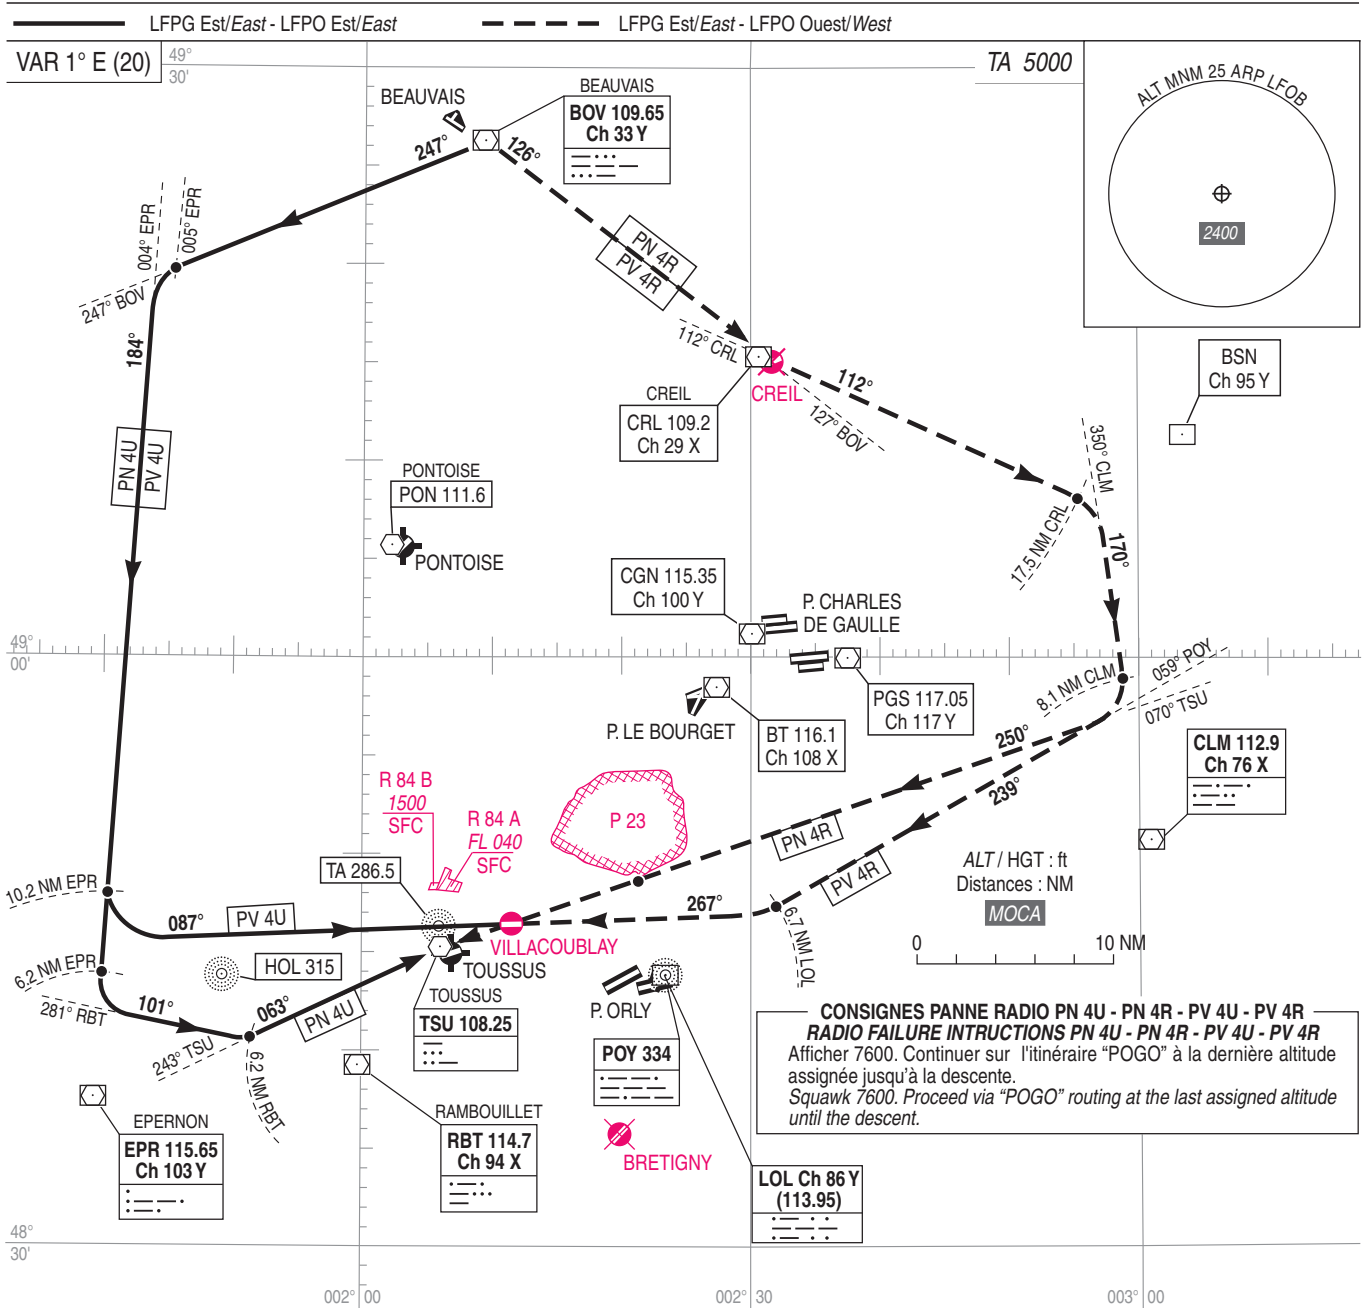 LFPG Est/East - LFPO Est/East
LFPG Est/East - LFPO Ouest/West
VAR 1° E (20)
49°
30'
TA 5000
ALT MNM 25 ARP LFOB
2400
BEAUVAIS
BEAUVAIS
BOV 109.65
Ch 33 Y
247°
126°
004° EPR
005° EPR
247° BOV
184°
PN 4R
PV 4R
112° CRL
CREIL
CREIL
CRL 109.2
Ch 29 X
112°
127° BOV
BSN
Ch 95 Y
350° CLM
17.5 NM CRL
170°
PN 4U
PV 4U
PONTOISE
PON 111.6
PONTOISE
CGN 115.35
Ch 100 Y
P. CHARLES
DE GAULLE
49°
00'
PGS 117.05
Ch 117 Y
P. LE BOURGET
BT 116.1
Ch 108 X
8.1 NM CLM
059° POY
070° TSU
250°
239°
CLM 112.9
Ch 76 X
R 84 B
1500
SFC
R 84 A
FL 040
SFC
P 23
PN 4R
PV 4R
TA 286.5
ALT / HGT : ft
Distances : NM
MOCA
0
10 NM
10.2 NM EPR
087°
PV 4U
267°
6.7 NM LOL
VILLACOUBLAY
6.2 NM EPR
HOL 315
TOUSSUS
281° RBT
101°
063°
PN 4U
243° TSU
6.2 NM RBT
TOUSSUS
TSU 108.25
P. ORLY
POY 334
CONSIGNES PANNE RADIO PN 4U - PN 4R - PV 4U - PV 4R
RADIO FAILURE INTRUCTIONS PN 4U - PN 4R - PV 4U - PV 4R
Afficher 7600. Continuer sur l'itinéraire “POGO” à la dernière altitude
assignée jusqu'à la descente.
Squawk 7600. Proceed via “POGO” routing at the last assigned altitude
until the descent.
EPERNON
EPR 115.65
Ch 103 Y
RAMBOUILLET
RBT 114.7
Ch 94 X
BRETIGNY
LOL Ch 86 Y
(113.95)
48°
30'
002° 00
002° 30
003° 00